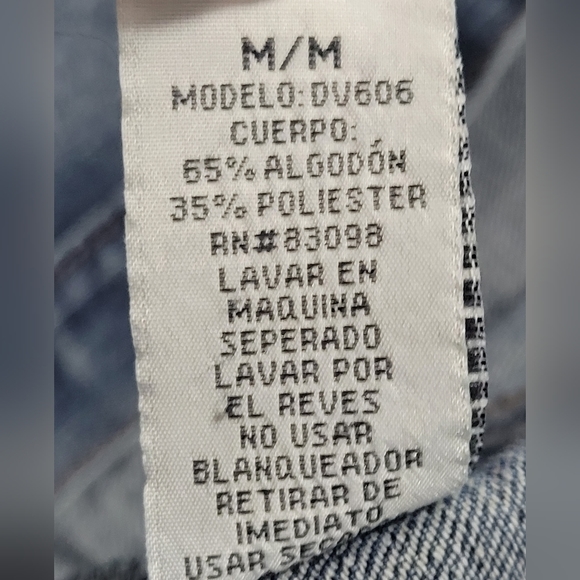 M/M
MODELO: DV606
CUERPO:
65% ALGODÓN
35% POLIESTER
RN#83098
LAVAR EN
MAQUINA
SEPERADO
LAVAR POR
EL REVES
NO USAR
BLANQUEADOR
RETIRAR DE
IMEDIATO
USAR